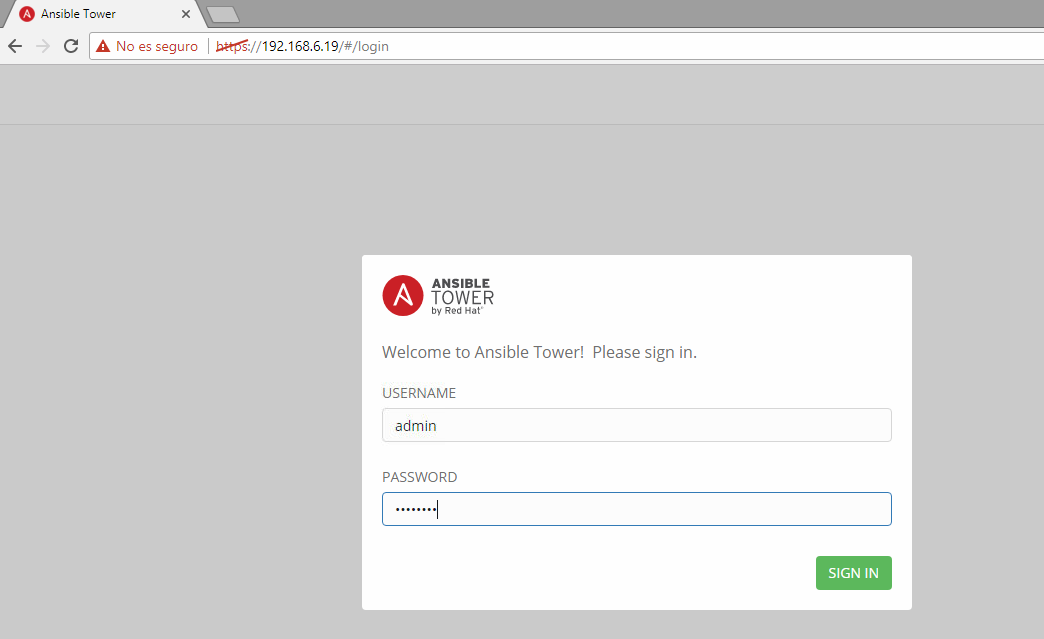 Ansible Tower
No es seguro https://192.168.6.19/#/login
ANSIBLE
TOWER
by Red Hat®
Welcome to Ansible Tower! Please sign in.
USERNAME
admin
PASSWORD
••••••••
SIGN IN